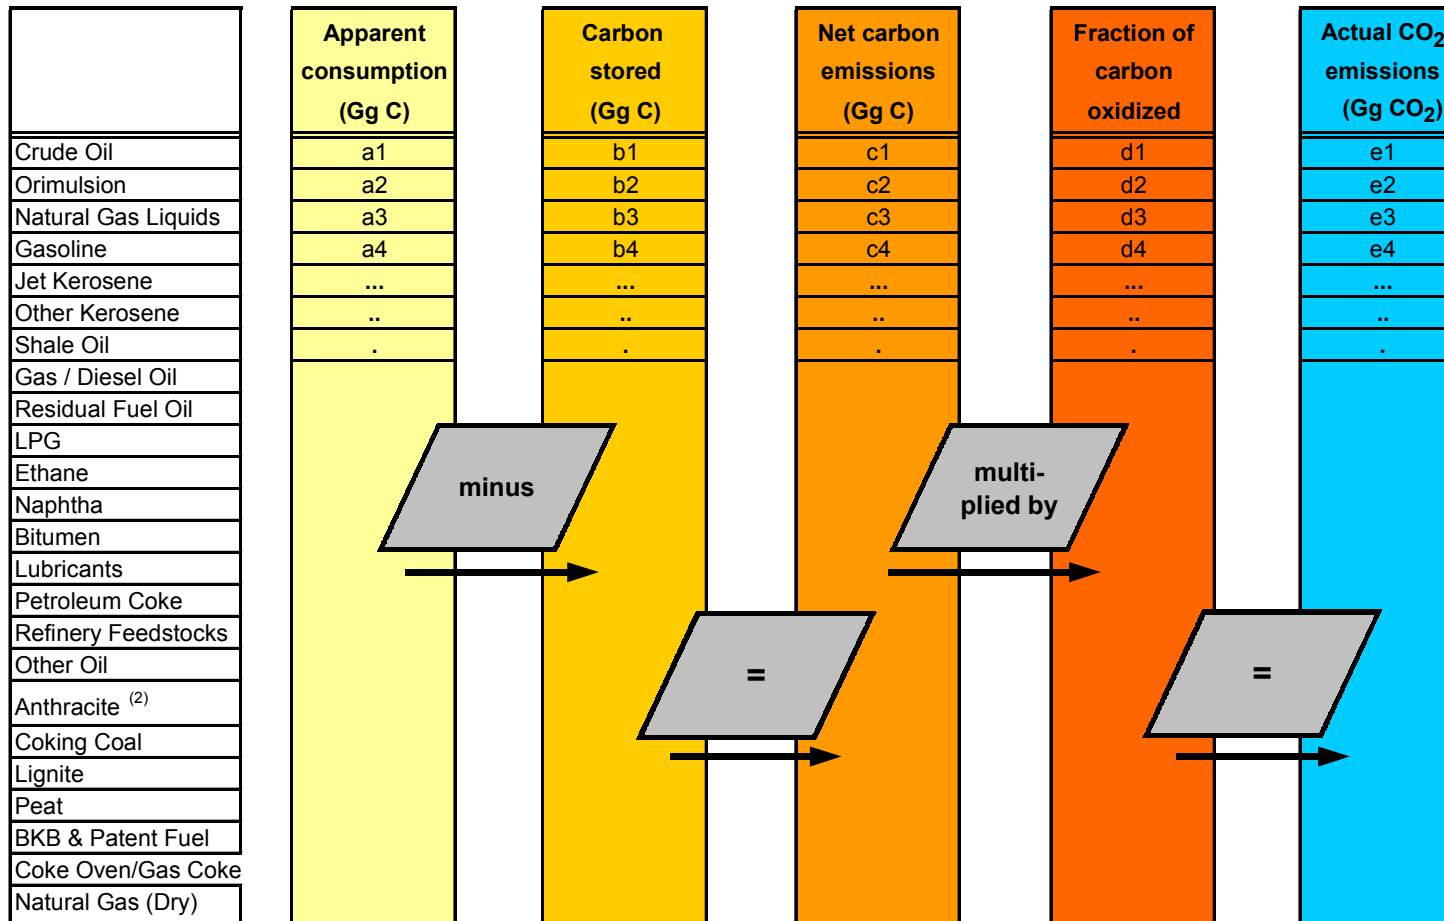 Apparent
consumption
(Gg C)
Carbon
stored
(Gg C)
Net carbon
emissions
(Gg C)
Fraction of
carbon
oxidized
Actual CO2
emissions
(Gg CO2)
Crude Oil a1 b1 c1 d1 e1
Orimulsion a2 b2 c2 d2 e2
Natural Gas Liquids a3 b3 c3 d3 e3
Gasoline a4 b4 c4 d4 e4
Jet Kerosene ... ... ... ... ...
Other Kerosene .. .. .. .. ..
Shale Oil . . . . .
Gas / Diesel Oil
Residual Fuel Oil
LPG
Ethane
Naphtha
Bitumen
Lubricants
Petroleum Coke
Refinery Feedstocks
Other Oil
Anthracite (2)
Coking Coal
Lignite
Peat
BKB & Patent Fuel
Coke Oven/Gas Coke
Natural Gas (Dry)
minus
=
multi-
plied by
=